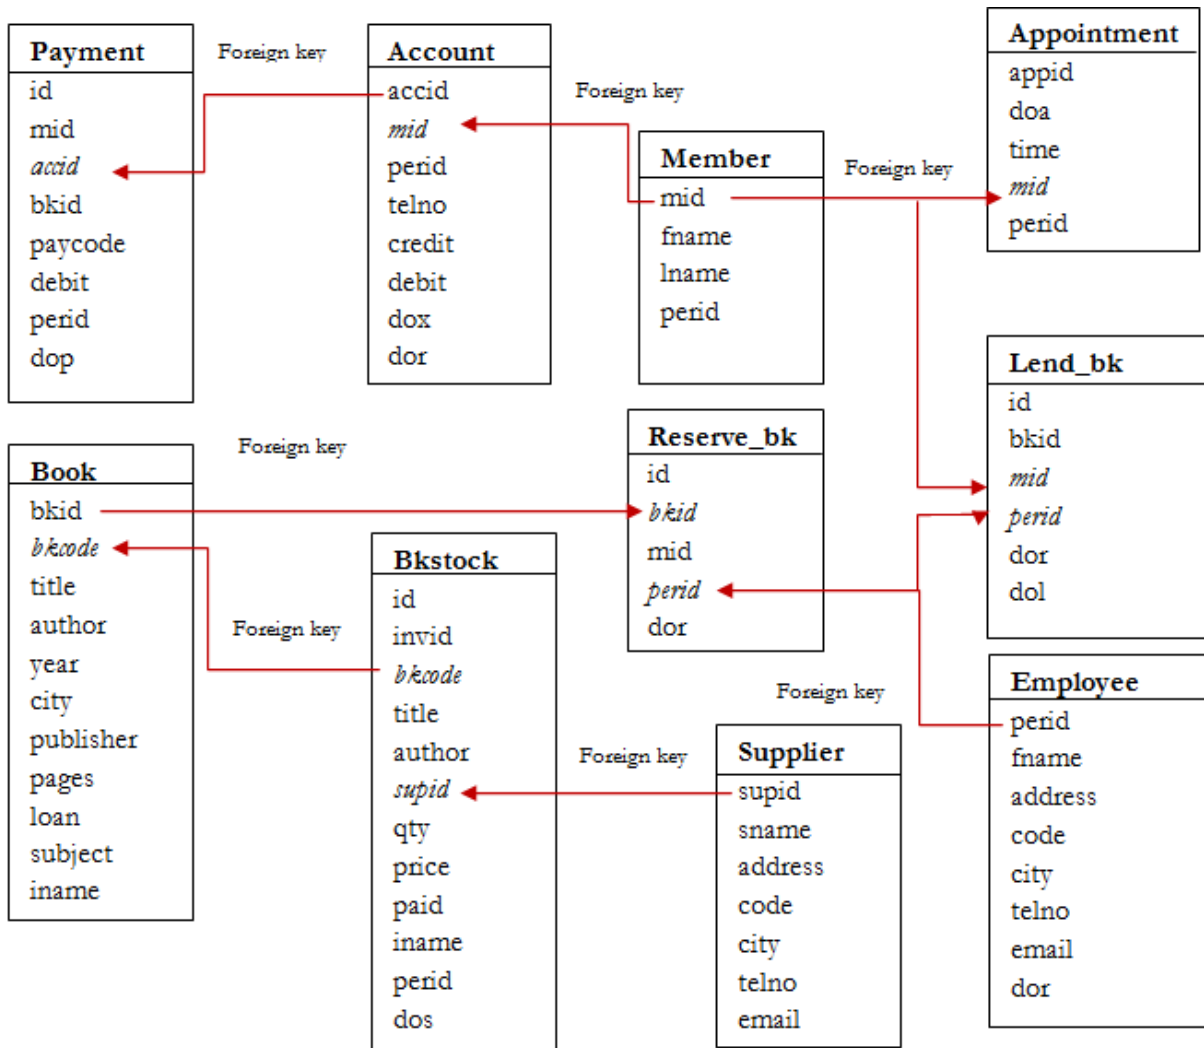 Payment
id
mid
accid
bkid
paycode
debit
perid
dop
Foreign key
Account
accid
mid
perid
telno
credit
debit
dox
dor
Foreign key
Member
mid
fname
lname
perid
Foreign key
Appointment
appid
doa
time
mid
perid
Lend_bk
id
bkid
mid
perid
dor
dol
Book
bkid
bkcode
title
author
year
city
publisher
pages
loan
subject
iname
Foreign key
Foreign key
Bkstock
id
invid
bkcode
title
author
supid
qty
price
paid
iname
perid
dos
Reserve_bk
id
bkid
mid
perid
dor
Foreign key
Foreign key
Supplier
supid
sname
address
code
city
telno
email
Employee
perid
fname
address
code
city
telno
email
dor